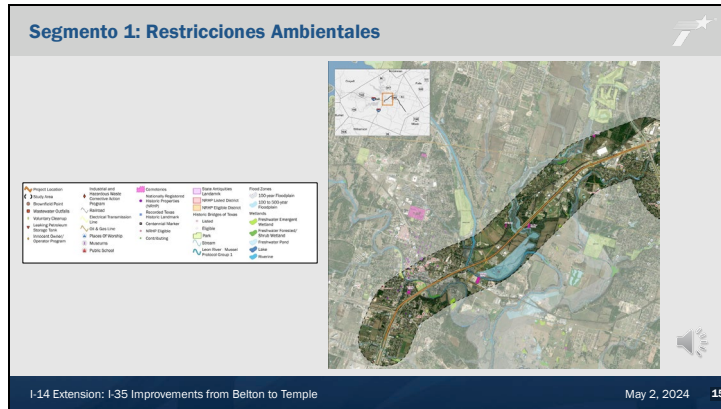 Segmento 1: Restricciones Ambientales
Project Location
Study Area
Brownfield Point
Wastewater Outfalls
Voluntary Cleanup
Leaking Petroleum
Storage Tank
Innocent Owner/
Operator Program
Industrial and
Hazardous Waste
Corrective Action
Program
Railroad
Electrical Transmission
Line
Oil & Gas Line
Places Of Worship
Museums
Public School
Cemeteries
Nationally Registered
Historic Properties
(NRHP)
Recorded Texas
Historic Landmark
Centennial Marker
NRHP Eligible
Contributing
State Antiquities
Landmark
NRHP Listed District
NRHP Eligible District
Historic Bridges of Texas
Listed
Eligible
Park
Stream
Leon River Mussel
Protocol Group 1
Flood Zones
100-year Floodplain
100 to 500-year
Floodplain
Wetlands
Freshwater Emergent
Wetland
Freshwater Forested/
Shrub Wetland
Freshwater Pond
Lake
Riverine
I-14 Extension: I-35 Improvements from Belton to Temple
May 2, 2024
15